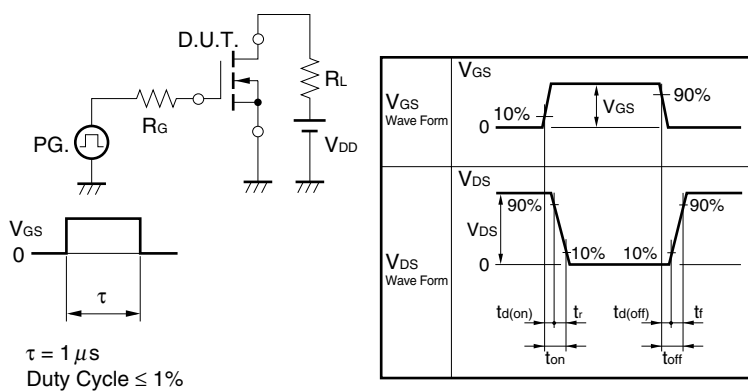 D.U.T.
RL
RG
PG.
VDD
VGS
0
τ
τ = 1 μs
Duty Cycle ≤ 1%
VGS
Wave Form
VGS
10%
VGS
90%
0
VDS
Wave Form
VDS
90%
VDS
10%
10%
90%
0
td(on)
tr
td(off)
tf
ton
toff